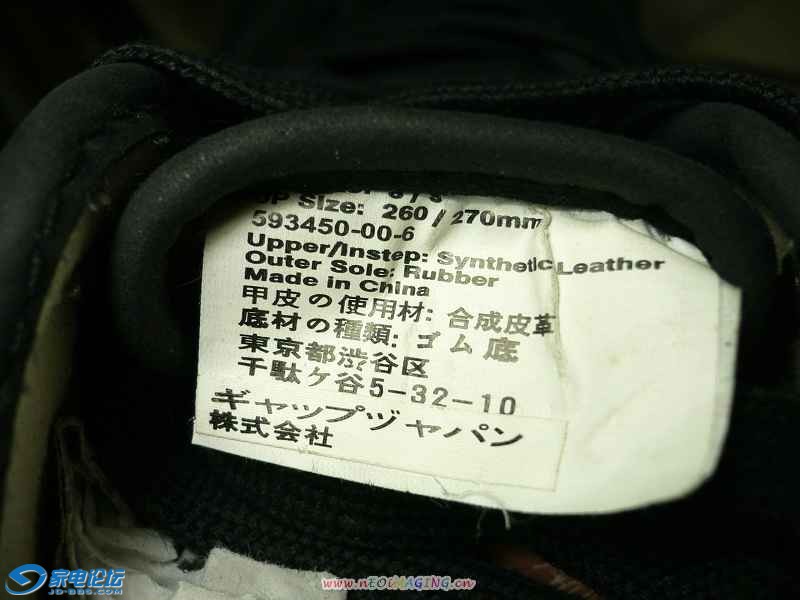 Size: 260/270mm
593450-00-6
Upper/Instep: Synthetic Leather
Outer Sole: Rubber
Made in China
甲皮の使用材: 合成皮革
底材の種類: ゴム底
東京都渋谷区
千駄ケ谷5-32-10
ギャップヅャパン
株式会社
家电论坛
JD-BBS.COM
www.nEOiMAGING.cn